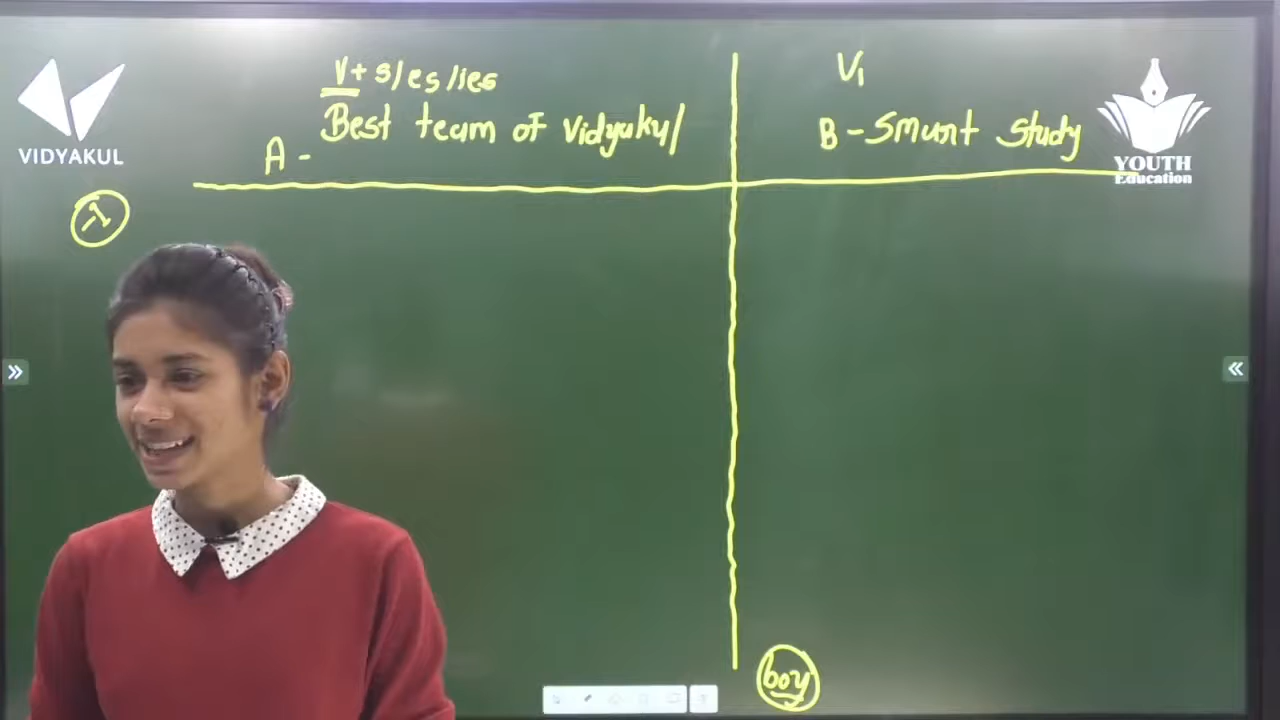 V + s/es/ies
V₁
A - Best team of Vidyakul
B - Smart Study
VIDYAKUL
YOUTH
Education
boy